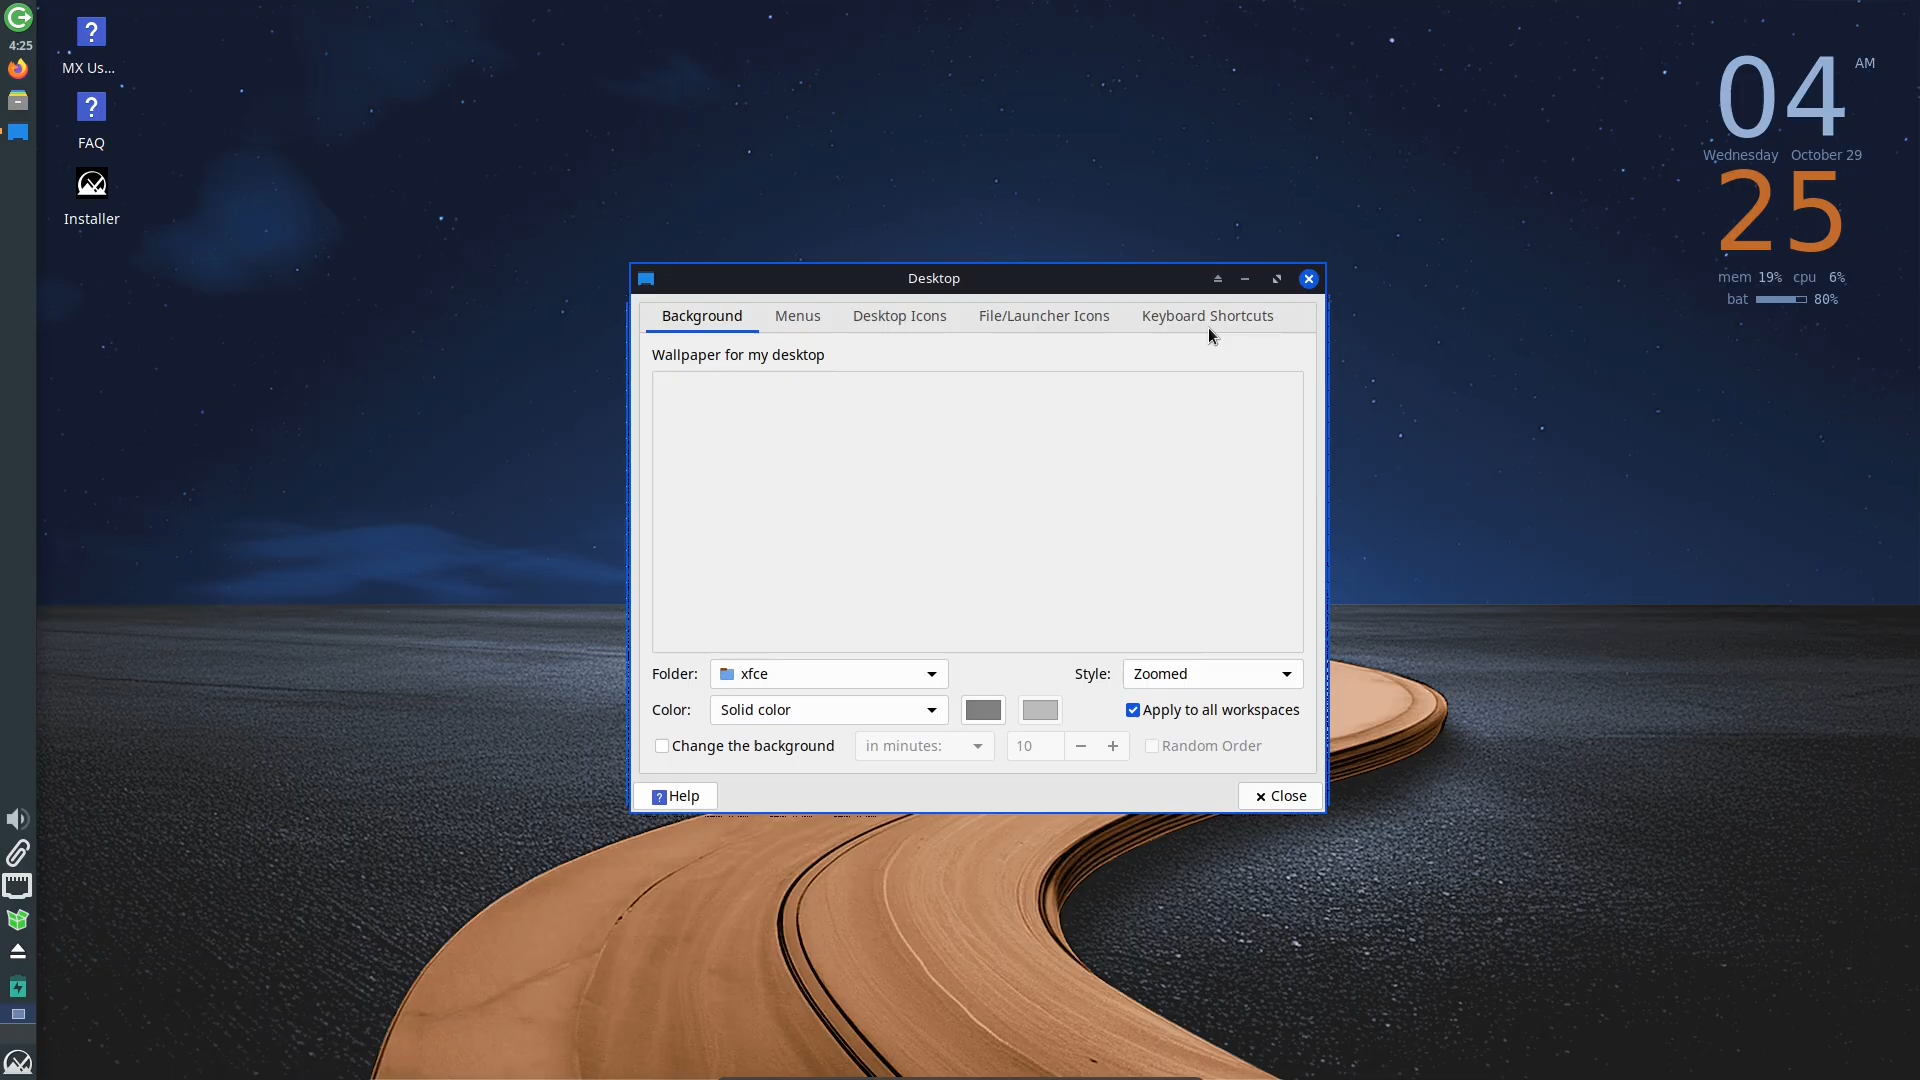 4:25
MX Us...
FAQ
Installer
04 AM
Wednesday October 29
25
mem 19% cpu 6%
bat 80%
Desktop
Background Menus Desktop Icons File/Launcher Icons Keyboard Shortcuts
Wallpaper for my desktop
Folder: xfce Style: Zoomed
Color: Solid color Apply to all workspaces
Change the background in minutes: 10 Random Order
? Help Close